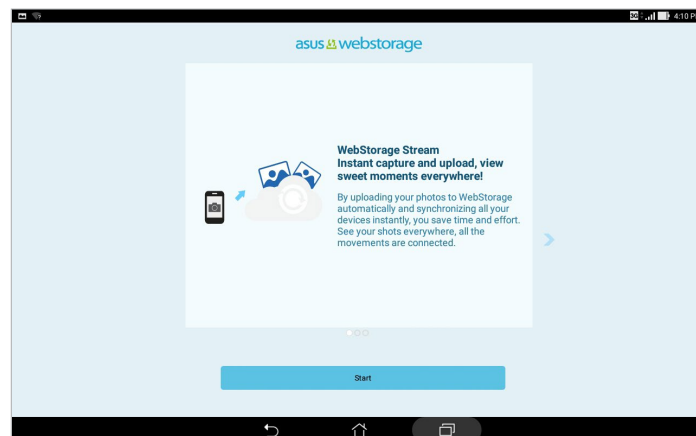 3G
4:10 P
asus webstorage
WebStorage Stream
Instant capture and upload, view
sweet moments everywhere!
By uploading your photos to WebStorage
automatically and synchronizing all your
devices instantly, you save time and effort.
See your shots everywhere, all the
movements are connected.
Start